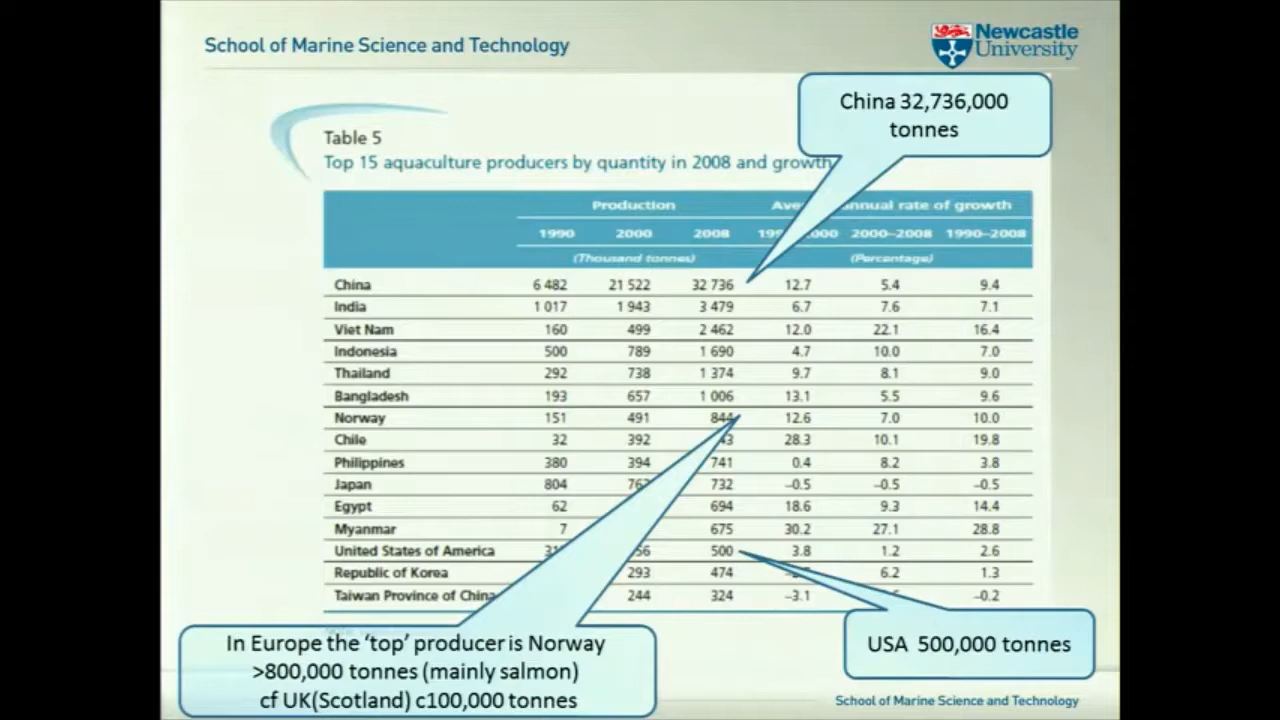 School of Marine Science and Technology
Newcastle
University
China 32,736,000
tonnes
Table 5
Top 15 aquaculture producers by quantity in 2008 and growth
Production annual rate of growth
1990 2000 2008 2000–2008 1990–2008
(Thousand tonnes) (Percentage)
China 6 482 21 522 32 736 12.7 5.4 9.4
India 1 017 1 943 3 479 6.7 7.6 7.1
Viet Nam 160 499 2 462 12.0 22.1 16.4
Indonesia 500 789 1 690 4.7 10.0 7.0
Thailand 292 738 1 374 9.7 8.1 9.0
Bangladesh 193 657 1 006 13.1 5.5 9.6
Norway 151 491 844 12.6 7.0 10.0
Chile 32 392 28.3 10.1 19.8
Philippines 380 394 741 0.4 8.2 3.8
Japan 804 732 –0.5 –0.5 –0.5
Egypt 62 694 18.6 9.3 14.4
Myanmar 7 675 30.2 27.1 28.8
United States of America 500 3.8 1.2 2.6
Republic of Korea 293 474 6.2 1.3
Taiwan Province of China 244 324 –3.1 –0.2
In Europe the ‘top’ producer is Norway
>800,000 tonnes (mainly salmon)
cf UK(Scotland) c100,000 tonnes
USA 500,000 tonnes
School of Marine Science and Technology